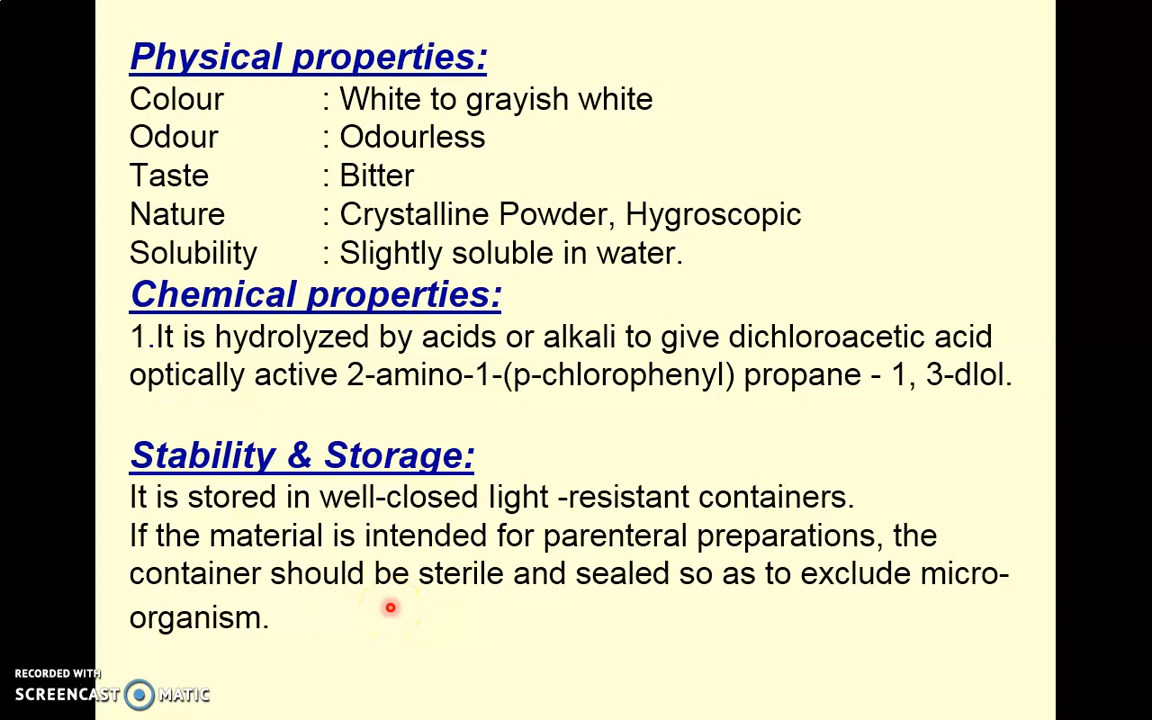 Physical properties:
Colour : White to grayish white
Odour : Odourless
Taste : Bitter
Nature : Crystalline Powder, Hygroscopic
Solubility : Slightly soluble in water.
Chemical properties:
1.It is hydrolyzed by acids or alkali to give dichloroacetic acid
optically active 2-amino-1-(p-chlorophenyl) propane - 1, 3-dlol.
Stability & Storage:
It is stored in well-closed light -resistant containers.
If the material is intended for parenteral preparations, the
container should be sterile and sealed so as to exclude micro-
organism.
RECORDED WITH
SCREENCAST MATIC